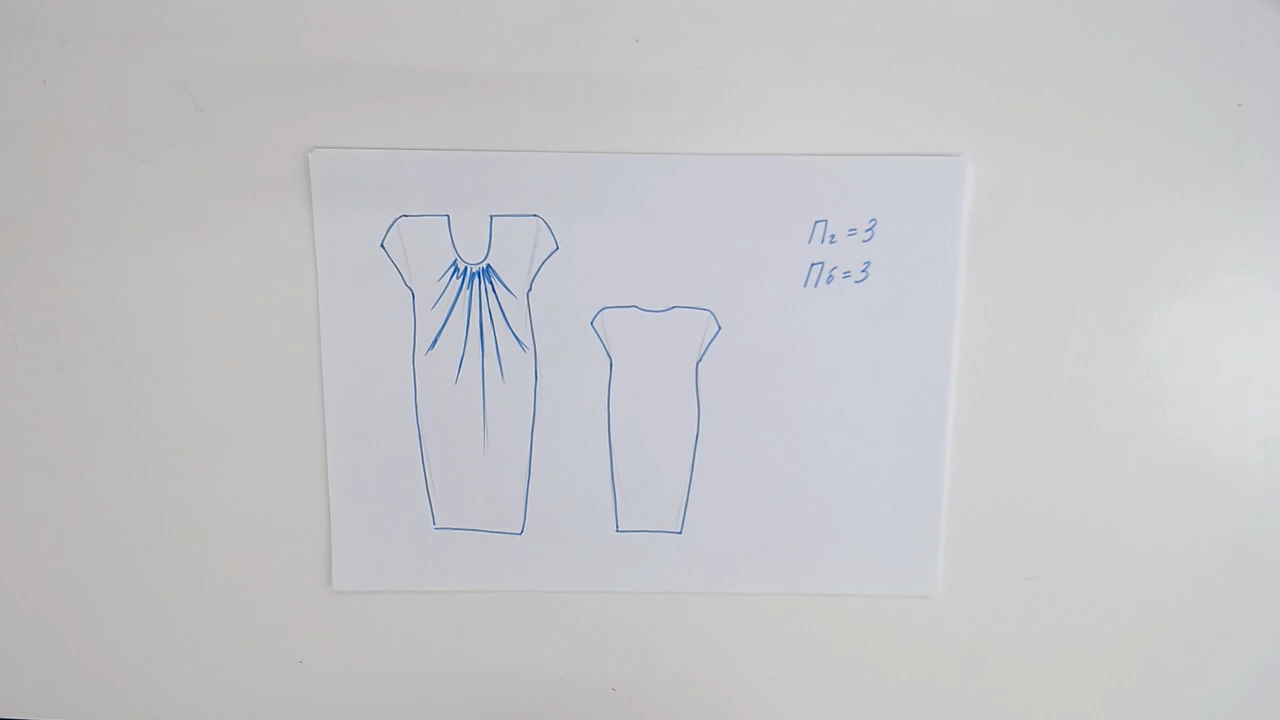 Пг = 3
Пб = 3